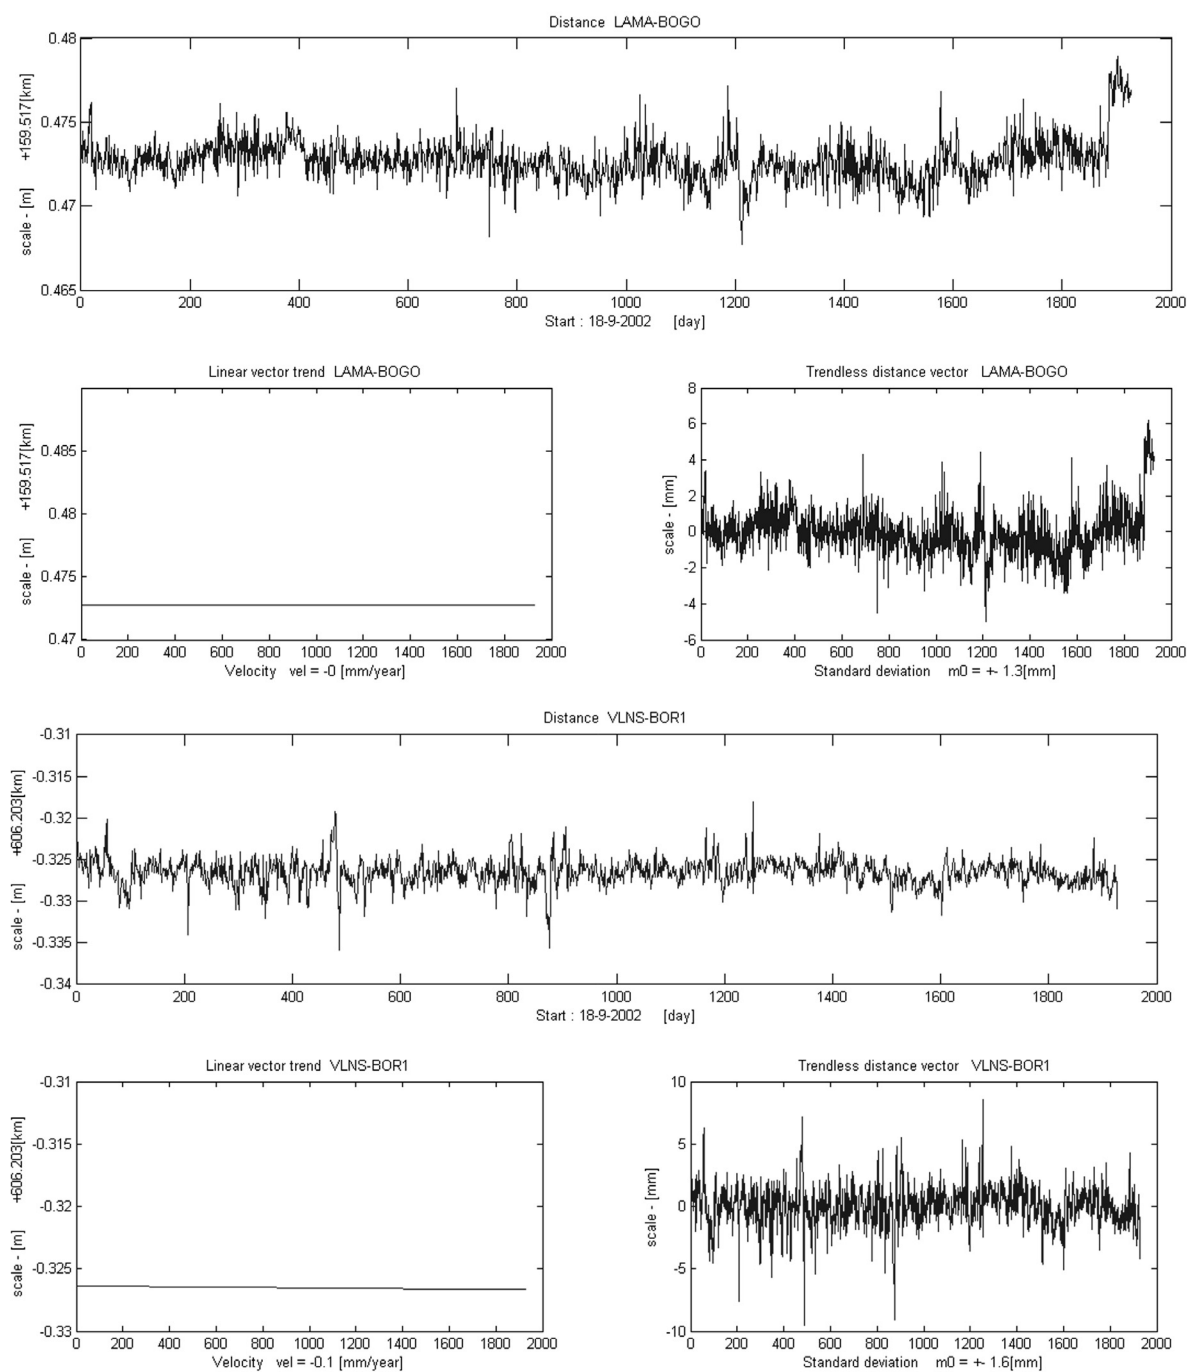 Distance LAMA-BOGO
0.48
0.475
0.47
0.465
scale - [m] +159.517[km]
0 200 400 600 800 1000 1200 1400 1600 1800 2000
Start : 18-9-2002 [day]
Linear vector trend LAMA-BOGO
0.485
0.48
0.475
0.47
scale - [m] +159.517[km]
0 200 400 600 800 1000 1200 1400 1600 1800 2000
Velocity vel = -0 [mm/year]
Trendless distance vector LAMA-BOGO
8
6
4
2
0
-2
-4
-6
scale - [mm]
0 200 400 600 800 1000 1200 1400 1600 1800 2000
Standard deviation m0 = +- 1.3[mm]
Distance VLNS-BOR1
-0.31
-0.315
-0.32
-0.325
-0.33
-0.335
-0.34
scale - [m] +606.203[km]
0 200 400 600 800 1000 1200 1400 1600 1800 2000
Start : 18-9-2002 [day]
Linear vector trend VLNS-BOR1
-0.31
-0.315
-0.32
-0.325
-0.33
scale - [m] +606.203[km]
0 200 400 600 800 1000 1200 1400 1600 1800 2000
Velocity vel = -0.1 [mm/year]
Trendless distance vector VLNS-BOR1
10
5
0
-5
-10
scale - [mm]
0 200 400 600 800 1000 1200 1400 1600 1800 2000
Standard deviation m0 = +- 1.6[mm]